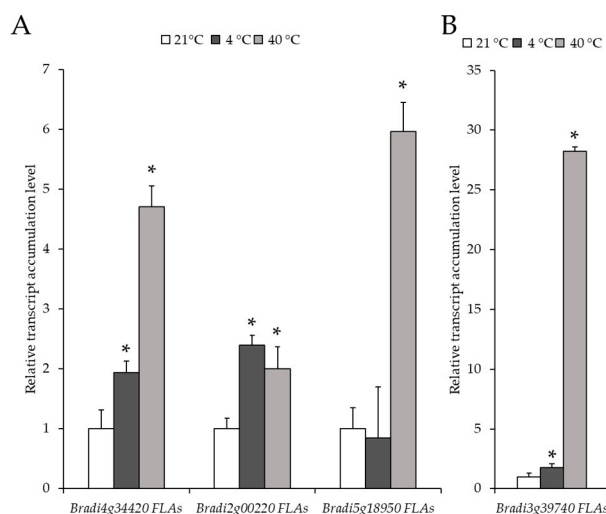 A
B
21°C 4 °C 40 °C
21 °C 4 °C 40 °C
Relative transcript accumulation level
7
6
5
4
3
2
1
0
*
*
*
*
*
Bradi4g34420 FLAs Bradi2g00220 FLAs Bradi5g18950 FLAs
Relative transcript accumulation level
35
30
25
20
15
10
5
0
*
*
Bradi3g39740 FLAs